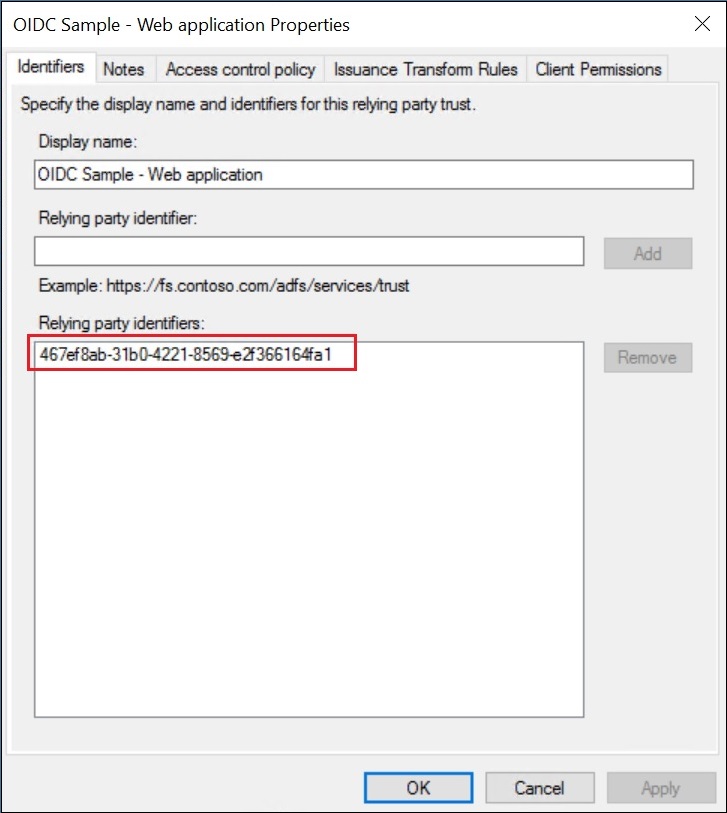 OIDC Sample - Web application Properties
Identifiers Notes Access control policy Issuance Transform Rules Client Permissions
Specify the display name and identifiers for this relying party trust.
Display name:
OIDC Sample - Web application
Relying party identifier:
Add
Example: https://fs.contoso.com/adfs/services/trust
Relying party identifiers:
467ef8ab-31b0-4221-8569-e2f366164fa1
Remove
OK Cancel Apply